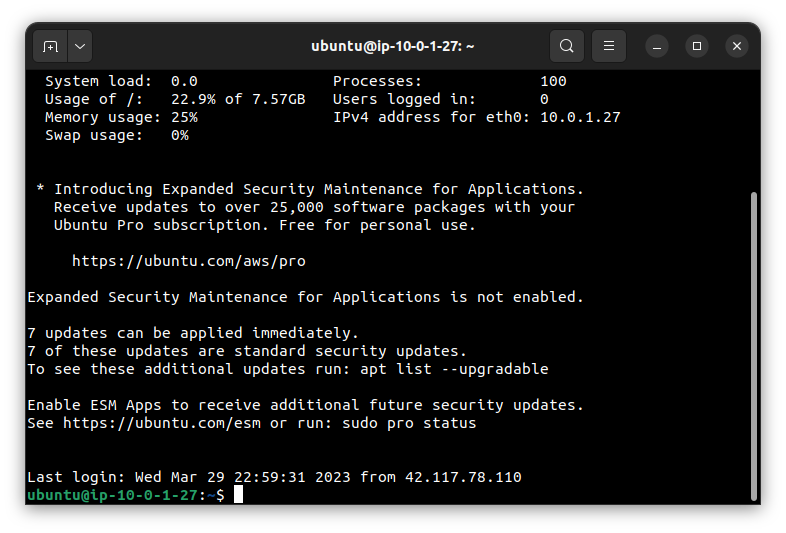 ubuntu@ip-10-0-1-27: ~
System load:  0.0                Processes:             100
Usage of /:   22.9% of 7.57GB   Users logged in:       0
Memory usage: 25%               IPv4 address for eth0: 10.0.1.27
Swap usage:   0%
* Introducing Expanded Security Maintenance for Applications.
Receive updates to over 25,000 software packages with your
Ubuntu Pro subscription. Free for personal use.
https://ubuntu.com/aws/pro
Expanded Security Maintenance for Applications is not enabled.
7 updates can be applied immediately.
7 of these updates are standard security updates.
To see these additional updates run: apt list --upgradable
Enable ESM Apps to receive additional future security updates.
See https://ubuntu.com/esm or run: sudo pro status
Last login: Wed Mar 29 22:59:31 2023 from 42.117.78.110
ubuntu@ip-10-0-1-27:~$